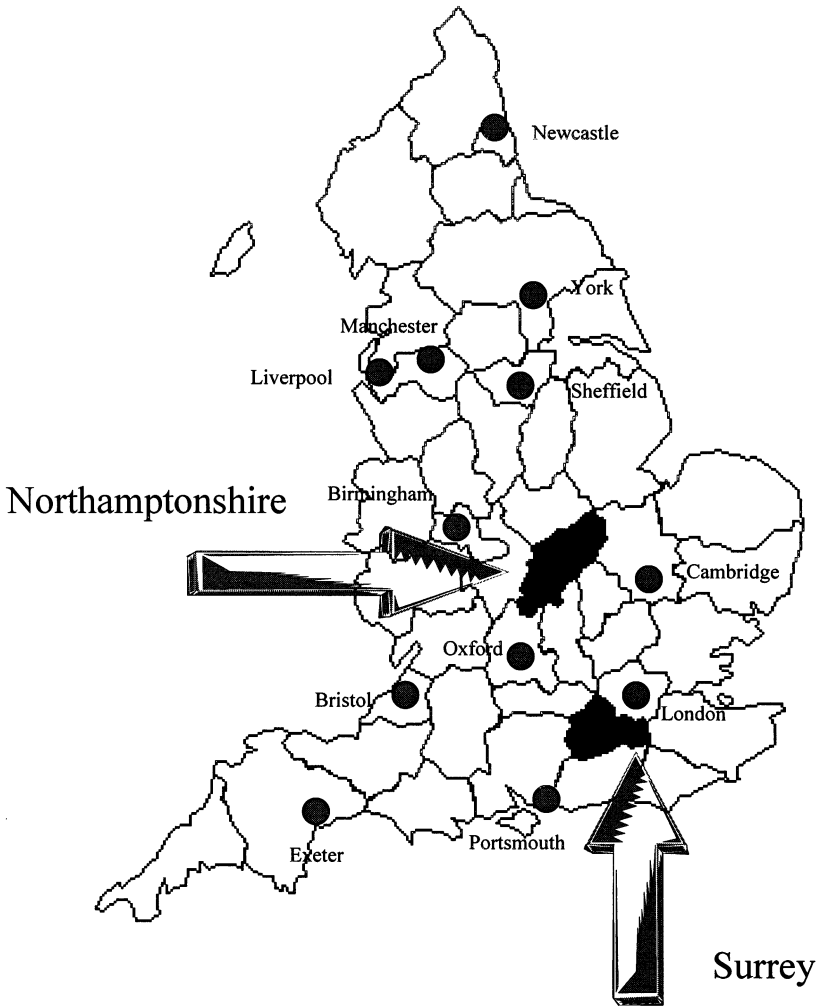 Newcastle
York
Manchester
Liverpool
Sheffield
Northamptonshire
Birmingham
Cambridge
Oxford
Bristol
London
Portsmouth
Exeter
Surrey